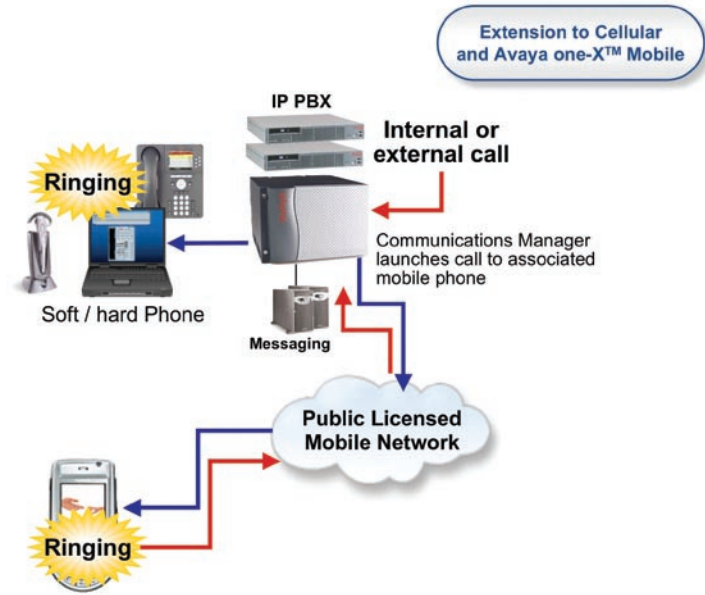 Extension to Cellular
and Avaya one-X™ Mobile
IP PBX
Internal or
external call
Ringing
Communications Manager
launches call to associated
mobile phone
Soft / hard Phone
Messaging
Public Licensed
Mobile Network
Ringing